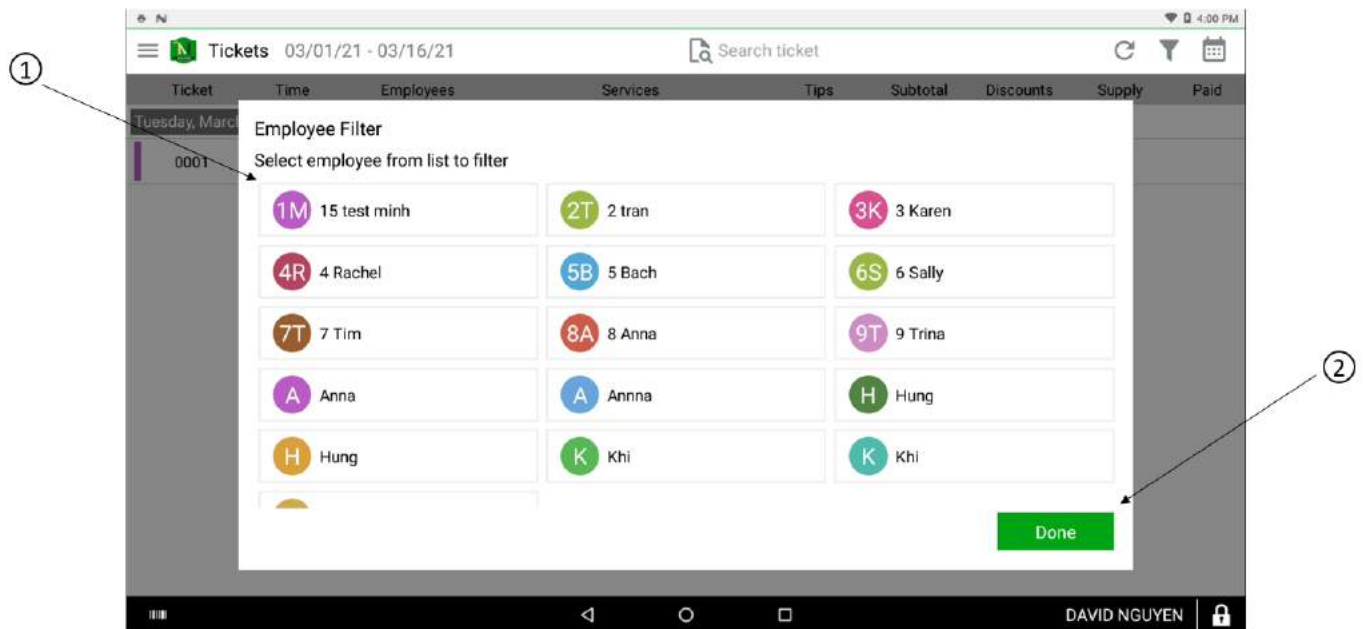 4:00 PM
Tickets 03/01/21 - 03/16/21 Search ticket
①
Ticket Time Employees Services Tips Subtotal Discounts Supply Paid
Tuesday, March
Employee Filter
0001
Select employee from list to filter
1M 15 test minh 2T 2 tran 3K 3 Karen
4R 4 Rachel 5B 5 Bach 6S 6 Sally
7T 7 Tim 8A 8 Anna 9T 9 Trina
②
A Anna A Annna H Hung
H Hung K Khi K Khi
Done
DAVID NGUYEN